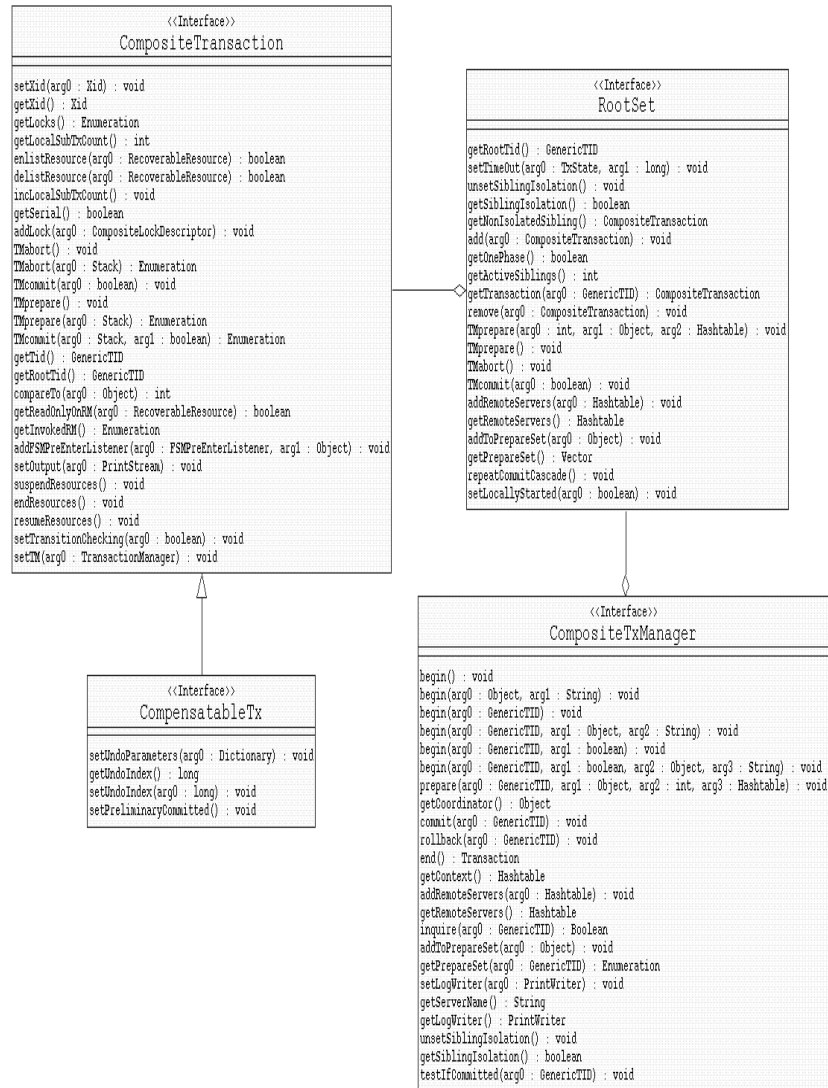 <<Interface>>
CompositeTransaction
setXid(arg0 : Xid) : void
getXid() : Xid
getLocks() : Enumeration
getLocalSubTxCount() : int
enlistResource(arg0 : RecoverableResource) : boolean
delistResource(arg0 : RecoverableResource) : boolean
incLocalSubTxCount() : void
getSerial() : boolean
addLock(arg0 : CompositeLockDescriptor) : void
TMabort() : void
TMabort(arg0 : Stack) : Enumeration
TMcommit(arg0 : boolean) : void
TMprepare() : void
TMprepare(arg0 : Stack) : Enumeration
TMcommit(arg0 : Stack, arg1 : boolean) : Enumeration
getTid() : GenericTID
getRootTid() : GenericTID
compareTo(arg0 : Object) : int
getReadOnlyOnRM(arg0 : RecoverableResource) : boolean
getInvokedRM() : Enumeration
addFSMPreEnterListener(arg0 : FSMPreEnterListener, arg1 : Object) : void
setOutput(arg0 : PrintStream) : void
suspendResources() : void
endResources() : void
resumeResources() : void
setTransitionChecking(arg0 : boolean) : void
setTM(arg0 : TransactionManager) : void
<<Interface>>
RootSet
getRootTid() : GenericTID
setTimeOut(arg0 : TxState, arg1 : long) : void
unsetSiblingIsolation() : void
getSiblingIsolation() : boolean
getNonIsolatedSibling() : CompositeTransaction
add(arg0 : CompositeTransaction) : void
getOnePhase() : boolean
getActiveSiblings() : int
getTransaction(arg0 : GenericTID) : CompositeTransaction
remove(arg0 : CompositeTransaction) : void
TMprepare(arg0 : int, arg1 : Object, arg2 : Hashtable) : void
TMprepare() : void
TMabort() : void
TMcommit(arg0 : boolean) : void
addRemoteServers(arg0 : Hashtable) : void
getRemoteServers() : Hashtable
addToPrepareSet(arg0 : Object) : void
getPrepareSet() : Vector
repeatCommitCascade() : void
setLocallyStarted(arg0 : boolean) : void
<<Interface>>
CompensatableTx
setUndoParameters(arg0 : Dictionary) : void
getUndoIndex() : long
setUndoIndex(arg0 : long) : void
setPreliminaryCommitted() : void
<<Interface>>
CompositeTxManager
begin() : void
begin(arg0 : Object, arg1 : String) : void
begin(arg0 : GenericTID) : void
begin(arg0 : GenericTID, arg1 : Object, arg2 : String) : void
begin(arg0 : GenericTID, arg1 : boolean) : void
begin(arg0 : GenericTID, arg1 : boolean, arg2 : Object, arg3 : String) : void
prepare(arg0 : GenericTID, arg1 : Object, arg2 : int, arg3 : Hashtable) : void
getCoordinator() : Object
commit(arg0 : GenericTID) : void
rollback(arg0 : GenericTID) : void
end() : Transaction
getContext() : Hashtable
addRemoteServers(arg0 : Hashtable) : void
getRemoteServers() : Hashtable
inquire(arg0 : GenericTID) : Boolean
addToPrepareSet(arg0 : Object) : void
getPrepareSet(arg0 : GenericTID) : Enumeration
setLogWriter(arg0 : PrintWriter) : void
getServerName() : String
getLogWriter() : PrintWriter
unsetSiblingIsolation() : void
getSiblingIsolation() : boolean
testIfCommitted(arg0 : GenericTID) : void